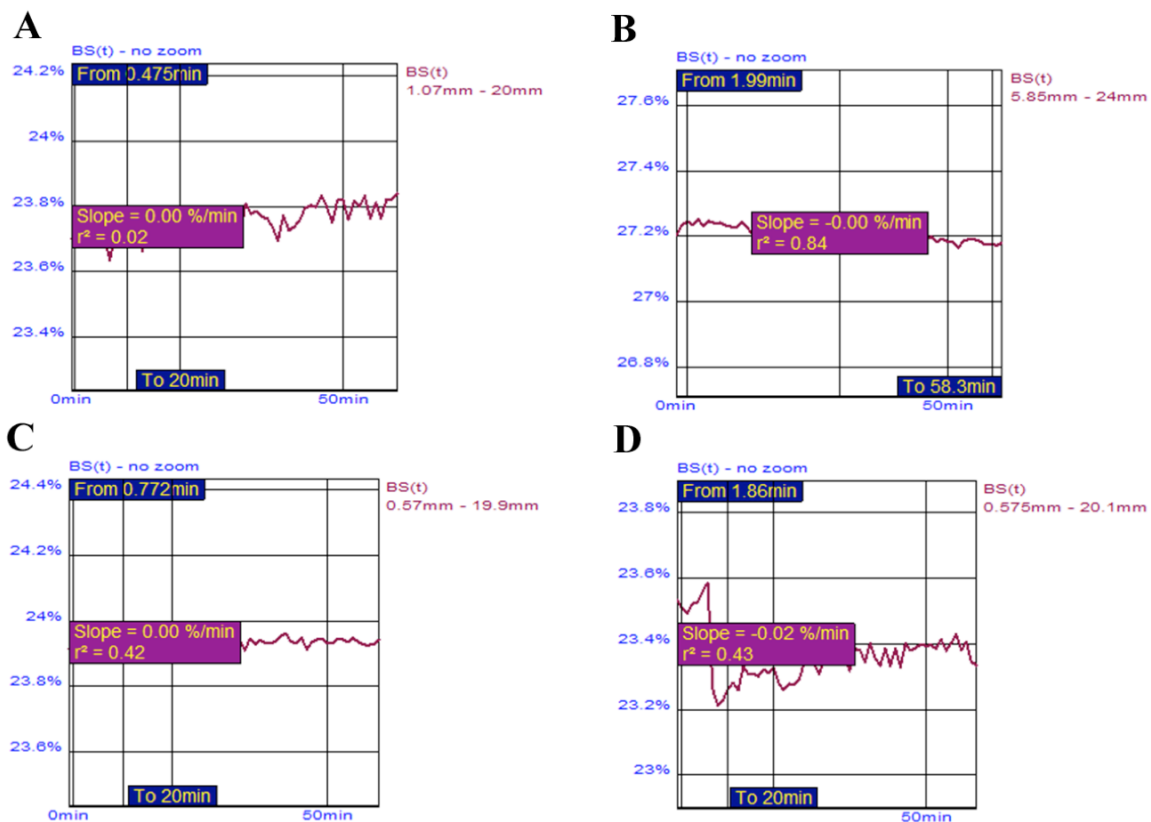 A
BS(t) - no zoom
24.2%
From 0.475min
BS(t)
1.07mm - 20mm
24%
23.8%
Slope = 0.00 %/min
r² = 0.02
23.6%
23.4%
To 20min
0min
50min
B
BS(t) - no zoom
From 1.99min
BS(t)
5.85mm - 24mm
27.6%
27.4%
27.2%
Slope = -0.00 %/min
r² = 0.84
27%
26.8%
To 58.3min
0min
50min
C
BS(t) - no zoom
24.4%
From 0.772min
BS(t)
0.57mm - 19.9mm
24.2%
24%
Slope = 0.00 %/min
r² = 0.42
23.8%
23.6%
To 20min
0min
50min
D
BS(t) - no zoom
From 1.86min
BS(t)
0.575mm - 20.1mm
23.8%
23.6%
23.4%
Slope = -0.02 %/min
r² = 0.43
23.2%
23%
To 20min
50min